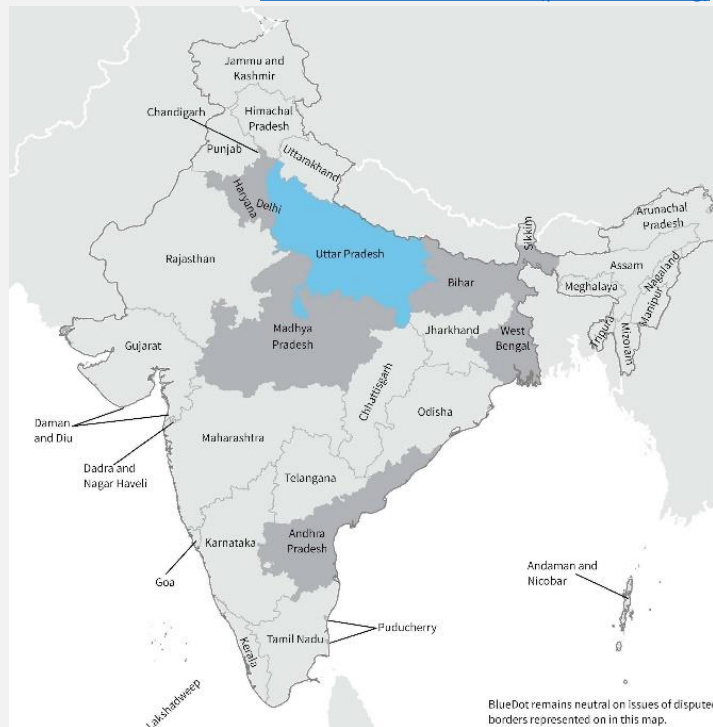 Jammu and
Kashmir
Chandigarh
Himachal
Pradesh
Punjab
Uttarakhand
Haryana
Delhi
Arunachal
Pradesh
Sikkim
Uttar Pradesh
Rajasthan
Assam
Nagaland
Bihar
Meghalaya
Manipur
Madhya
Pradesh
Jharkhand
West
Bengal
Tripura
Mizoram
Gujarat
Chhattisgarh
Odisha
Daman
and Diu
Maharashtra
Dadra and
Nagar Haveli
Telangana
Andhra
Pradesh
Karnataka
Goa
Andaman and
Nicobar
Puducherry
Tamil Nadu
Kerala
Lakshadweep
BlueDot remains neutral on issues of disputed
borders represented on in this map.